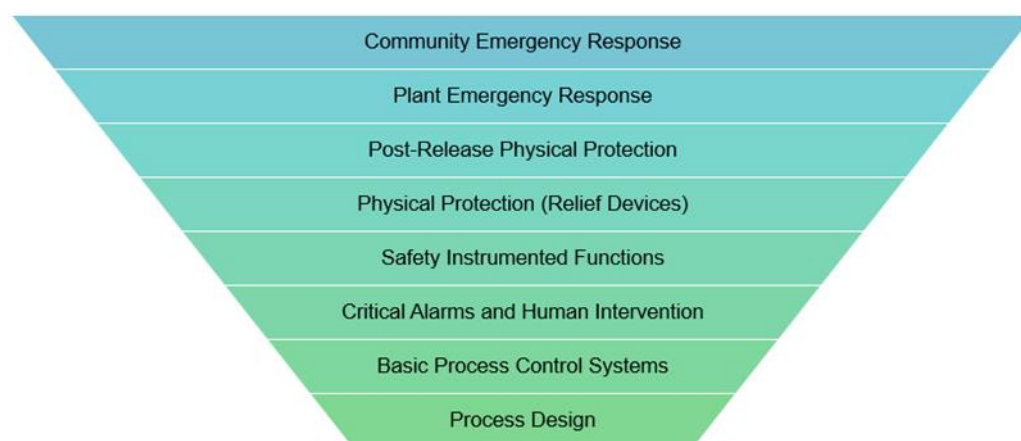 Community Emergency Response
Plant Emergency Response
Post-Release Physical Protection
Physical Protection (Relief Devices)
Safety Instrumented Functions
Critical Alarms and Human Intervention
Basic Process Control Systems
Process Design